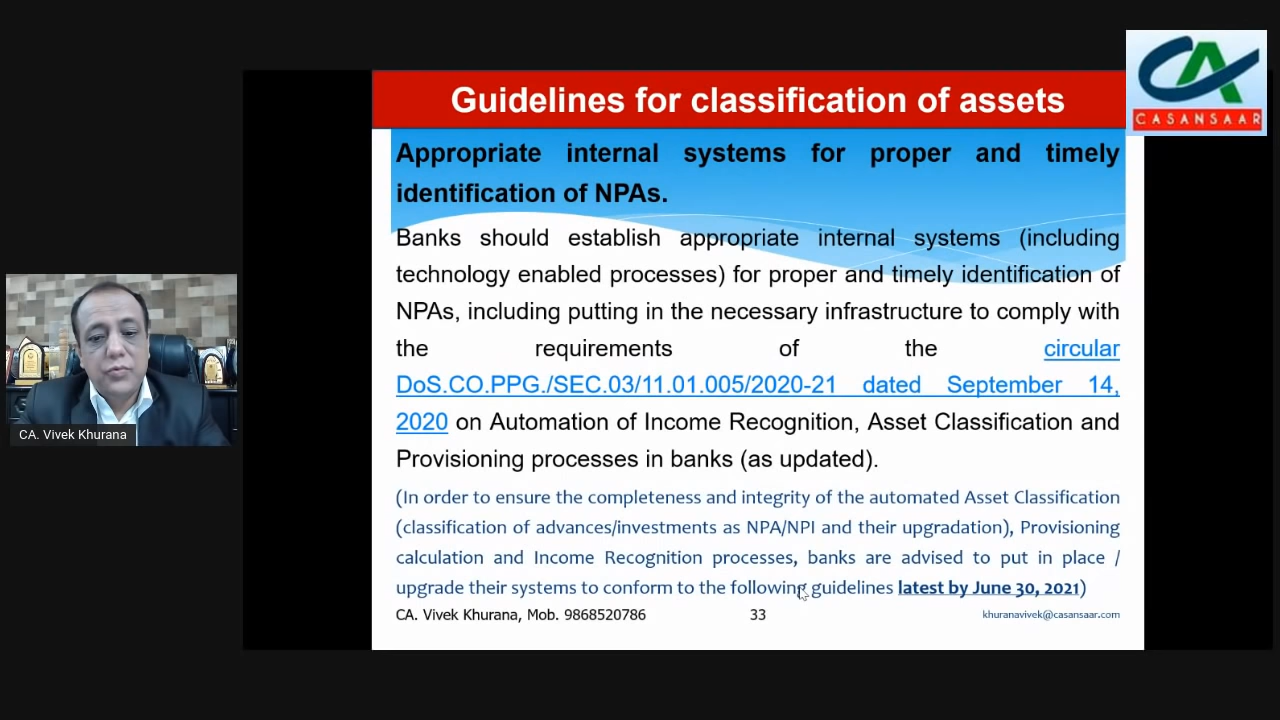 Guidelines for classification of assets
CASANSAAR
Appropriate internal systems for proper and timely
identification of NPAs.
Banks should establish appropriate internal systems (including
technology enabled processes) for proper and timely identification of
NPAs, including putting in the necessary infrastructure to comply with
the requirements of the circular
DoS.CO.PPG./SEC.03/11.01.005/2020-21 dated September 14,
2020 on Automation of Income Recognition, Asset Classification and
Provisioning processes in banks (as updated).
(In order to ensure the completeness and integrity of the automated Asset Classification
(classification of advances/investments as NPA/NPI and their upgradation), Provisioning
calculation and Income Recognition processes, banks are advised to put in place /
upgrade their systems to conform to the following guidelines latest by June 30, 2021)
CA. Vivek Khurana, Mob. 9868520786 33 khuranavivek@casansaar.com
CA. Vivek Khurana